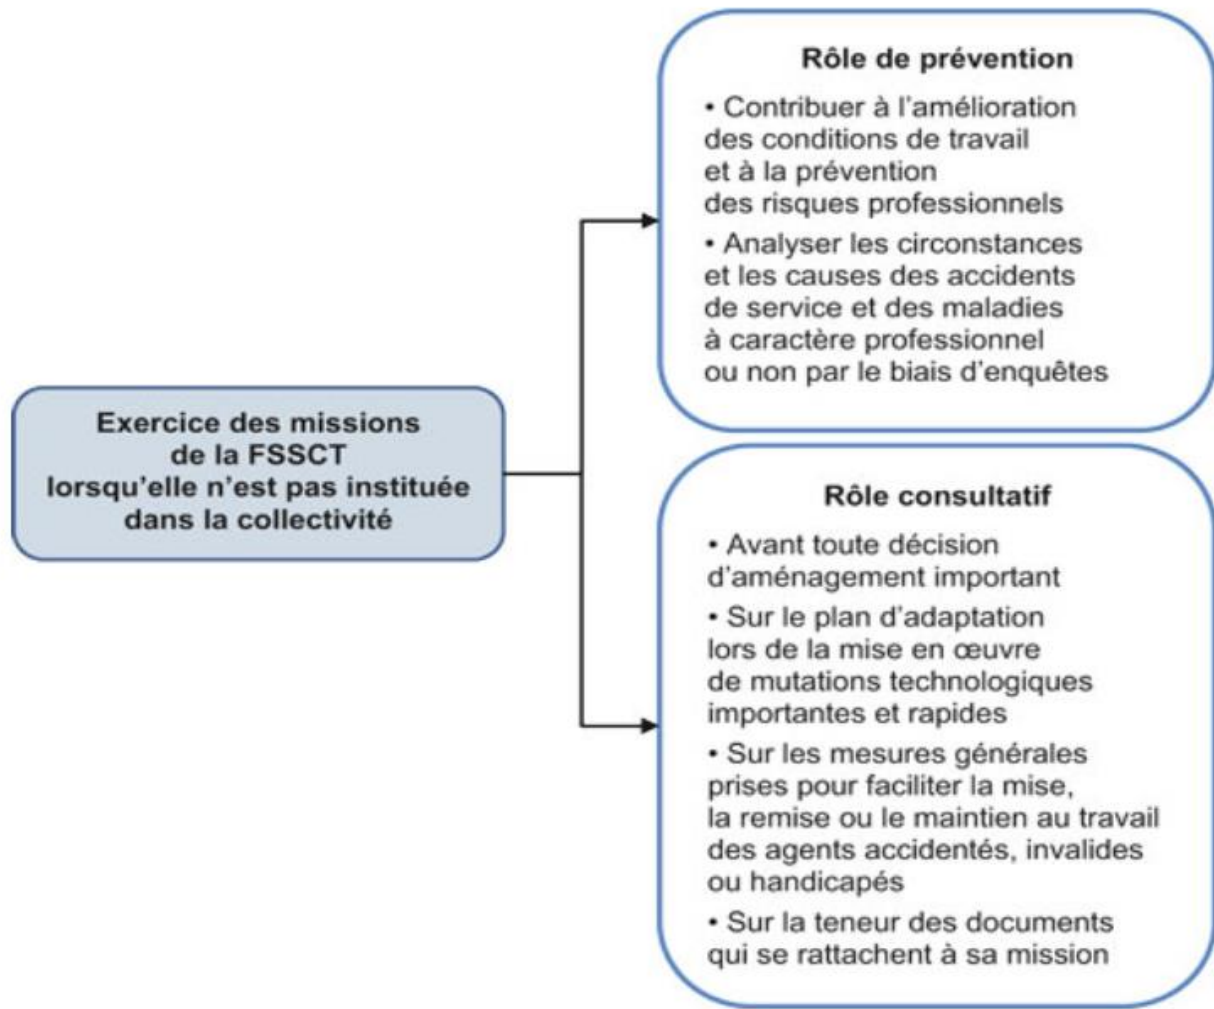 Exercice des missions
de la FSSCT
lorsqu'elle n'est pas instituée
dans la collectivité
Rôle de prévention
• Contribuer à l'amélioration
des conditions de travail
et à la prévention
des risques professionnels
• Analyser les circonstances
et les causes des accidents
de service et des maladies
à caractère professionnel
ou non par le biais d'enquêtes
Rôle consultatif
• Avant toute décision
d'aménagement important
• Sur le plan d'adaptation
lors de la mise en œuvre
de mutations technologiques
importantes et rapides
• Sur les mesures générales
prises pour faciliter la mise,
la remise ou le maintien au travail
des agents accidentés, invalides
ou handicapés
• Sur la teneur des documents
qui se rattachent à sa mission